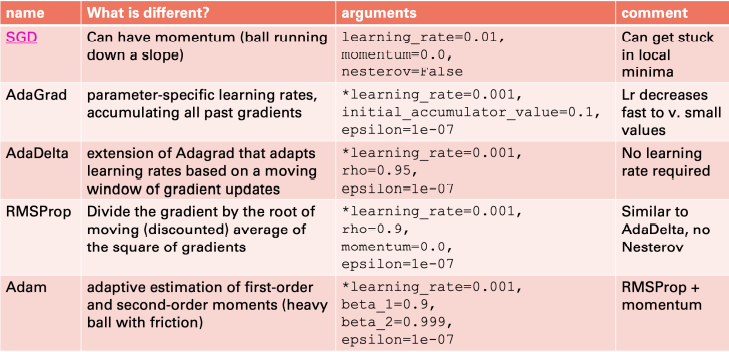 name What is different? arguments comment
SGD Can have momentum (ball running learning_rate=0.01, Can get stuck
down a slope) momentum=0.0, in local
nesterov=False minima
AdaGrad parameter-specific learning rates, *learning_rate=0.001, Lr decreases
accumulating all past gradients initial_accumulator_value=0.1, fast to v. small
epsilon=1e-07 values
AdaDelta extension of Adagrad that adapts *learning_rate=0.001, No learning
learning rates based on a moving rho=0.95, rate required
window of gradient updates epsilon=1e-07
RMSProp Divide the gradient by the root of *learning_rate=0.001, Similar to
moving (discounted) average of rho=0.9, AdaDelta, no
the square of gradients momentum=0.0, Nesterov
epsilon=1e-07
Adam adaptive estimation of first-order *learning_rate=0.001, RMSProp +
and second-order moments (heavy beta_1=0.9, momentum
ball with friction) beta_2=0.999,
epsilon=1e-07